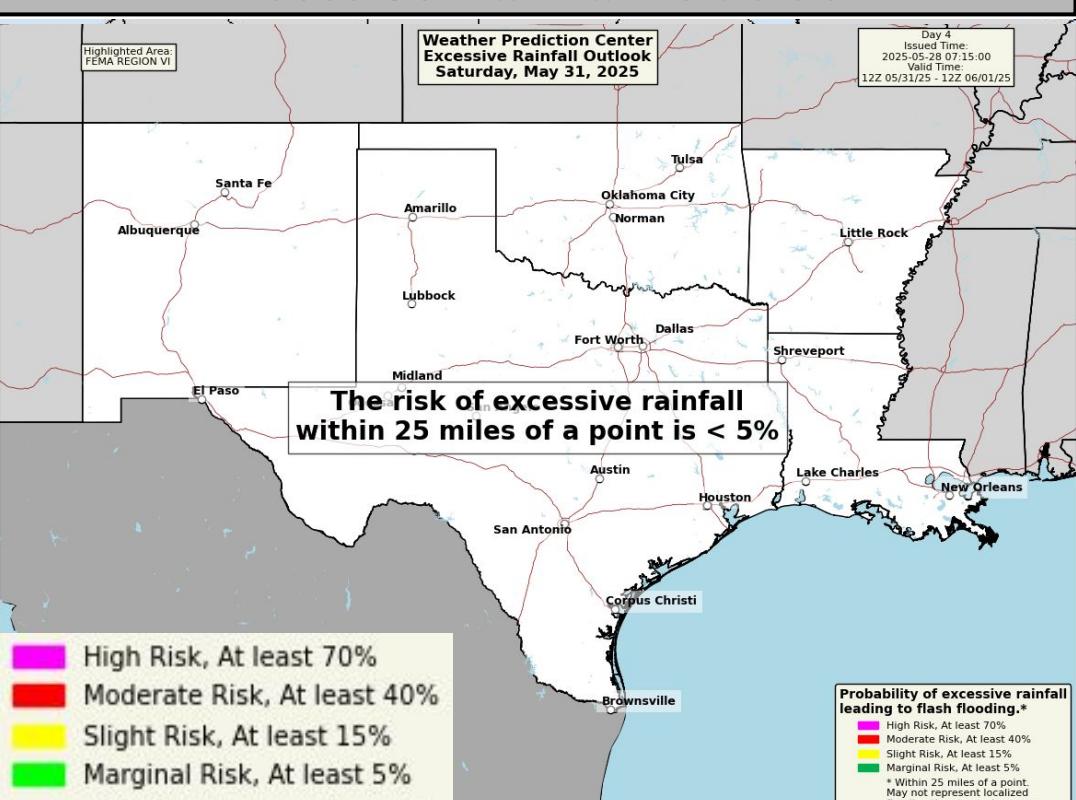 Highlighted Area:
FEMA REGION VI
Weather Prediction Center
Excessive Rainfall Outlook
Saturday, May 31, 2025
Day 4
Issued Time:
2025-05-28 07:15:00
Valid Time:
12Z 05/31/25 - 12Z 06/01/25
Tulsa
Santa Fe
Oklahoma City
Amarillo
Norman
Albuquerque
Little Rock
Lubbock
Dallas
Fort Worth
Shreveport
Midland
El Paso
The risk of excessive rainfall
within 25 miles of a point is < 5%
Austin
Lake Charles
New Orleans
Houston
San Antonio
Corpus Christi
Brownsville
High Risk, At least 70%
Moderate Risk, At least 40%
Slight Risk, At least 15%
Marginal Risk, At least 5%
Probability of excessive rainfall
leading to flash flooding.*
High Risk, At least 70%
Moderate Risk, At least 40%
Slight Risk, At least 15%
Marginal Risk, At least 5%
* Within 25 miles of a point.
May not represent localized